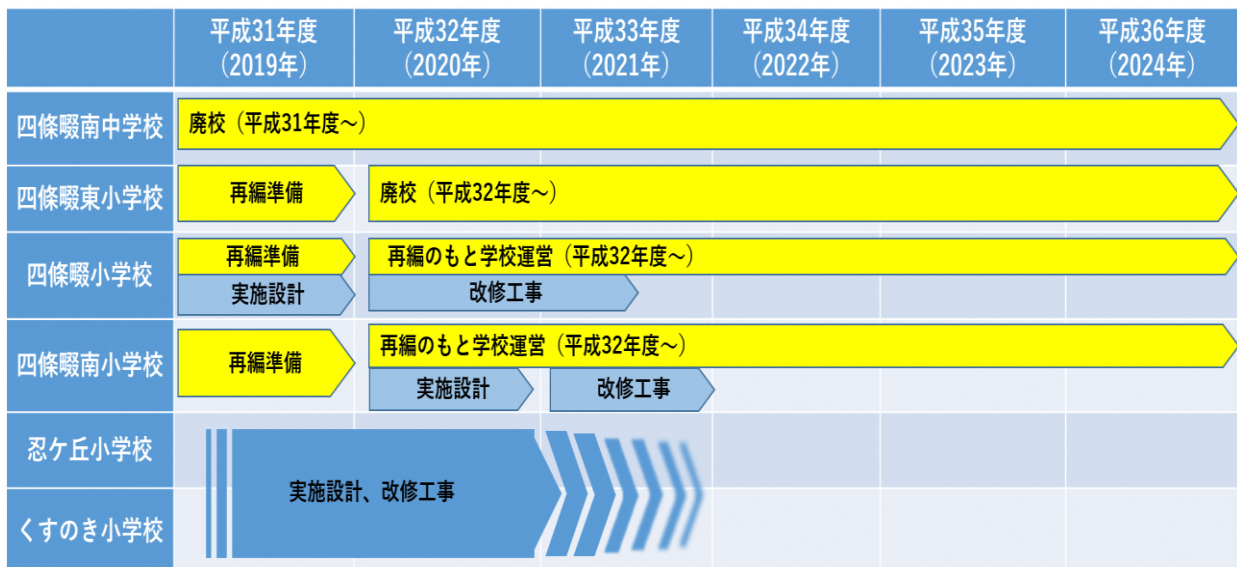 平成31年度
（2019年）
平成32年度
（2020年）
平成33年度
（2021年）
平成34年度
（2022年）
平成35年度
（2023年）
平成36年度
（2024年）
四條畷南中学校
廃校（平成31年度～）
四條畷東小学校
再編準備
廃校（平成32年度～）
四條畷小学校
再編準備
再編のもと学校運営（平成32年度～）
実施設計
改修工事
四條畷南小学校
再編準備
再編のもと学校運営（平成32年度～）
実施設計
改修工事
忍ケ丘小学校
実施設計、改修工事
くすのき小学校